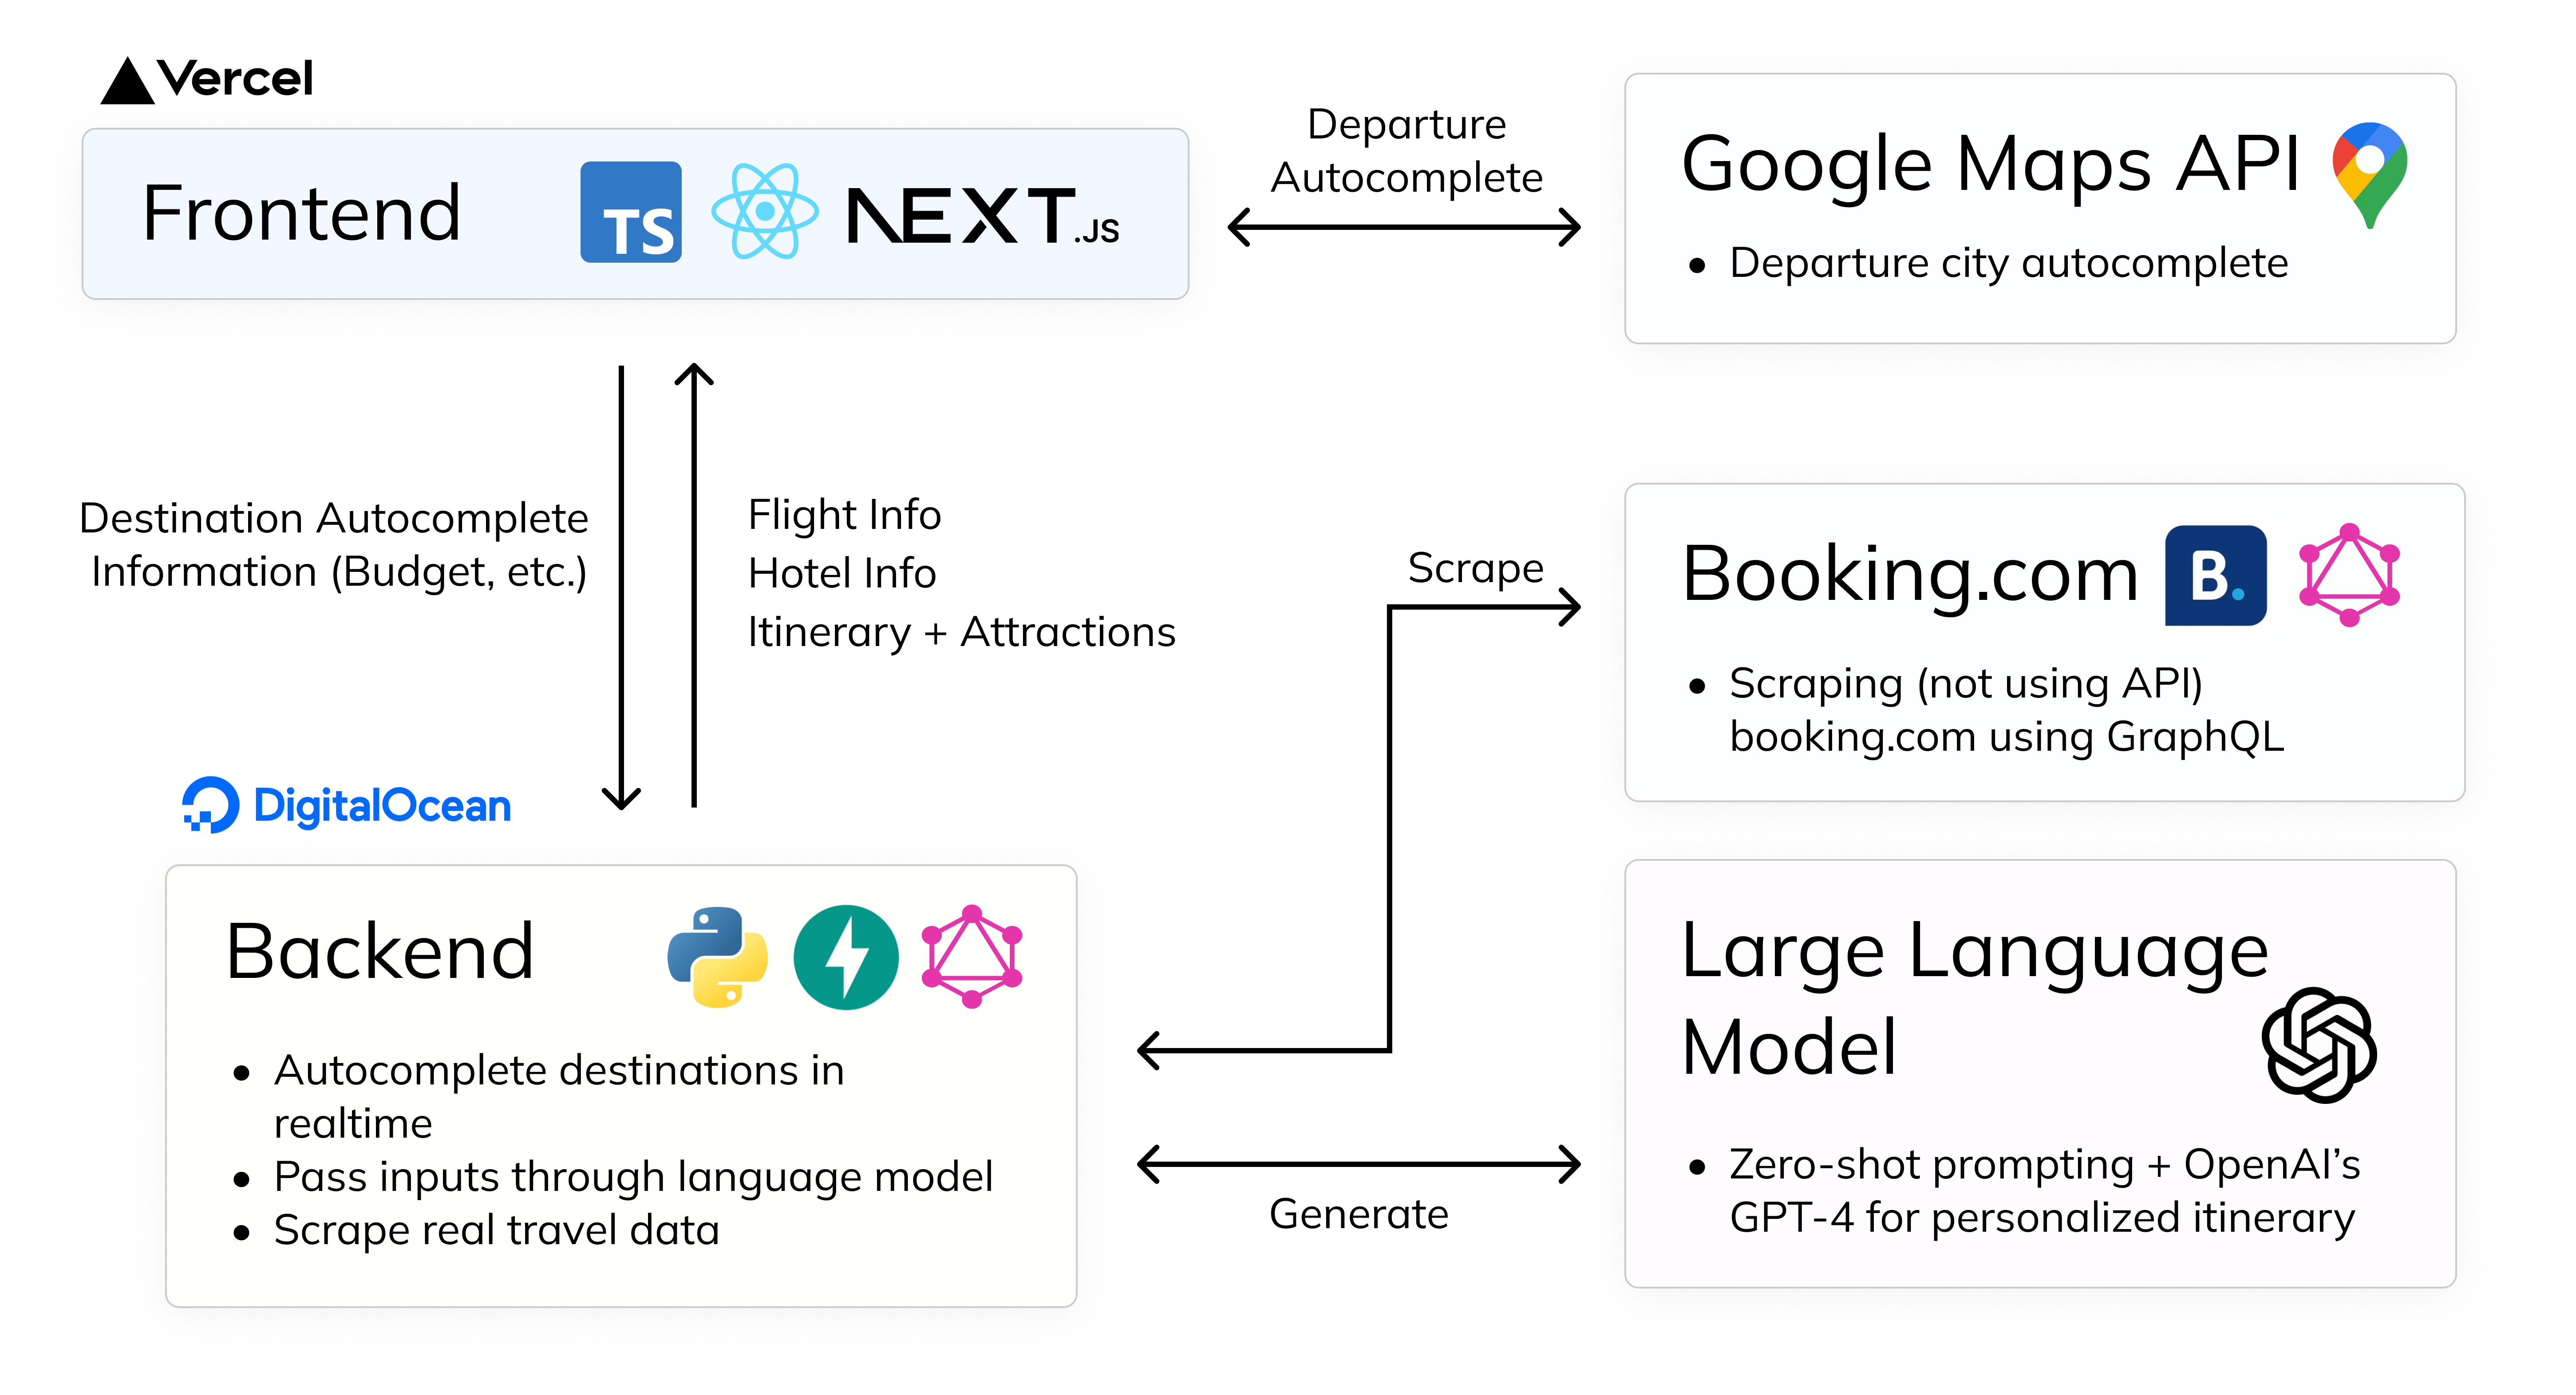 Vercel
Frontend
TS
NEXT.JS
Departure
Autocomplete
Google Maps API
• Departure city autocomplete
Destination Autocomplete
Information (Budget, etc.)
Flight Info
Hotel Info
Itinerary + Attractions
Scrape
Booking.com
B.
• Scraping (not using API)
booking.com using GraphQL
DigitalOcean
Backend
• Autocomplete destinations in
realtime
• Pass inputs through language model
• Scrape real travel data
Generate
Large Language
Model
• Zero-shot prompting + OpenAI’s
GPT-4 for personalized itinerary